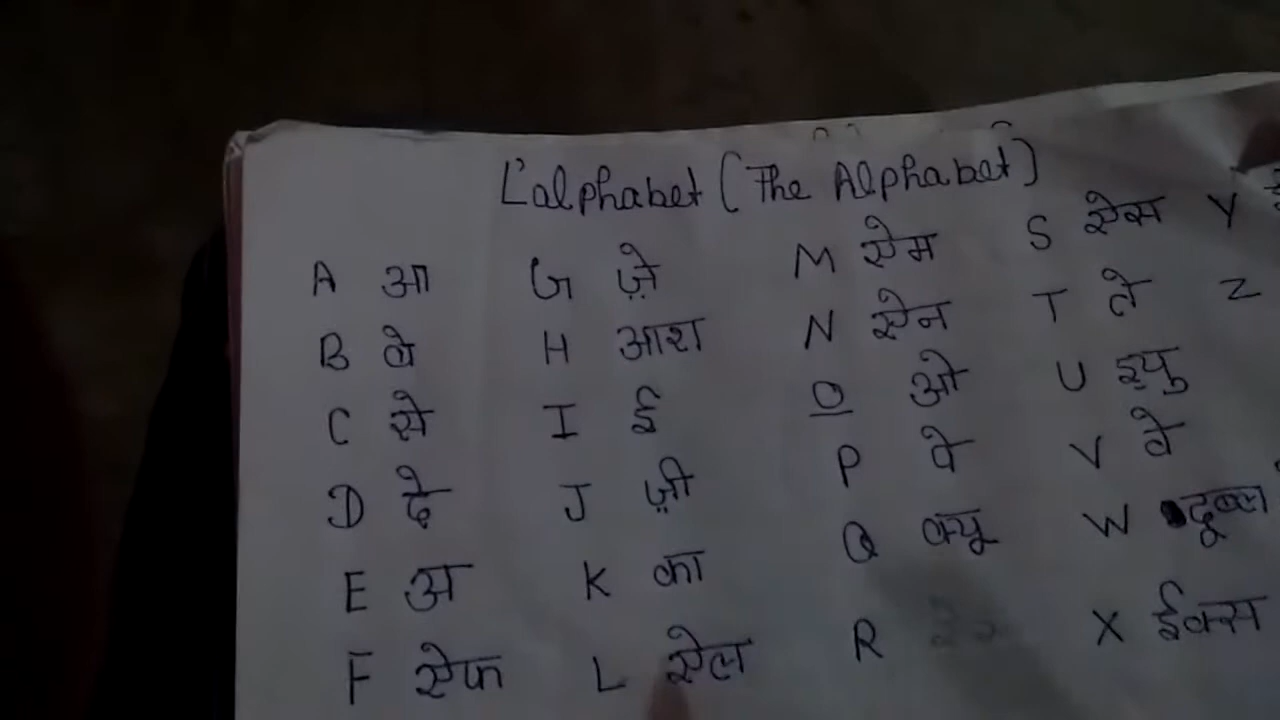 L'alphabet (The Alphabet)
A आ G ज़े M ऐम S ऐस Y
B बे H आश N ऐन T ते Z
C से I ई O ओ U इयु
D दे J ज़ी P पे V वे
E अ K का Q क्यू W दूब्ल
F ऐफ L ऐल R X ईक्स